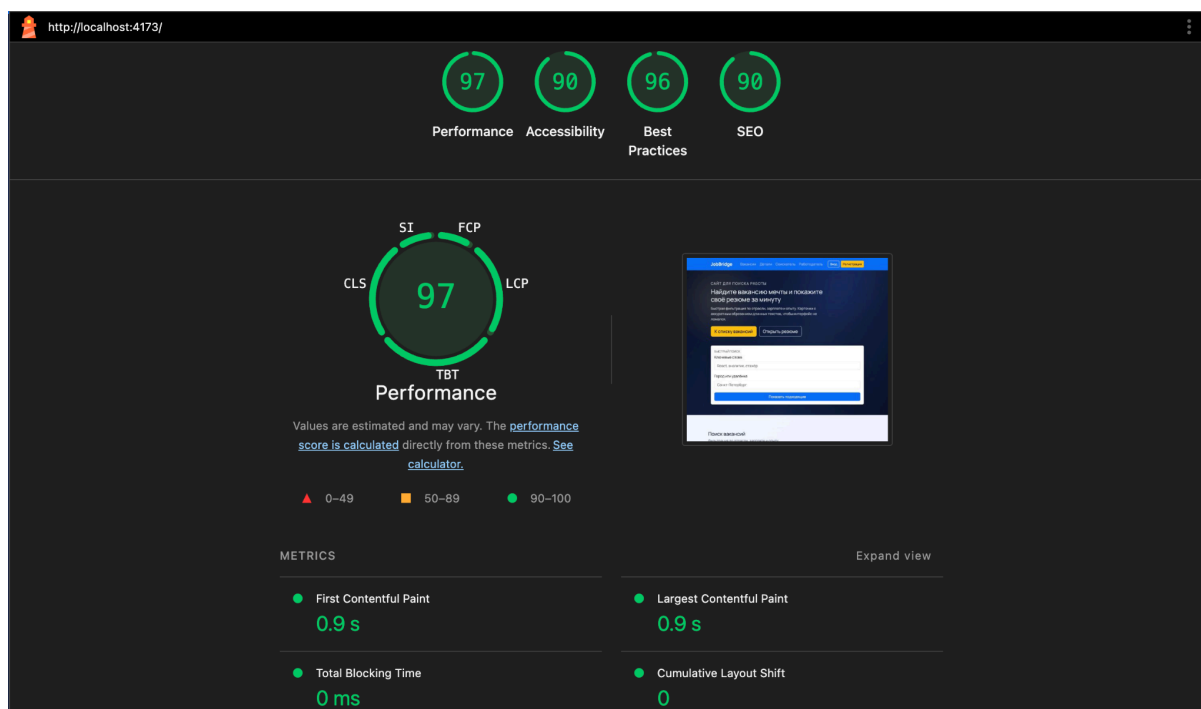 http://localhost:4173/
97
90
96
90
Performance
Accessibility
Best
Practices
SEO
SI
FCP
CLS
97
LCP
TBT
Performance
Values are estimated and may vary. The performance
score is calculated directly from these metrics. See
calculator.
0–49
50–89
90–100
JobBridge
Найдите вакансию мечты и покажите
своё резюме за минуту
К списку вакансий
Открыть резюме
Поиск вакансий
METRICS
Expand view
First Contentful Paint
0.9 s
Largest Contentful Paint
0.9 s
Total Blocking Time
0 ms
Cumulative Layout Shift
0